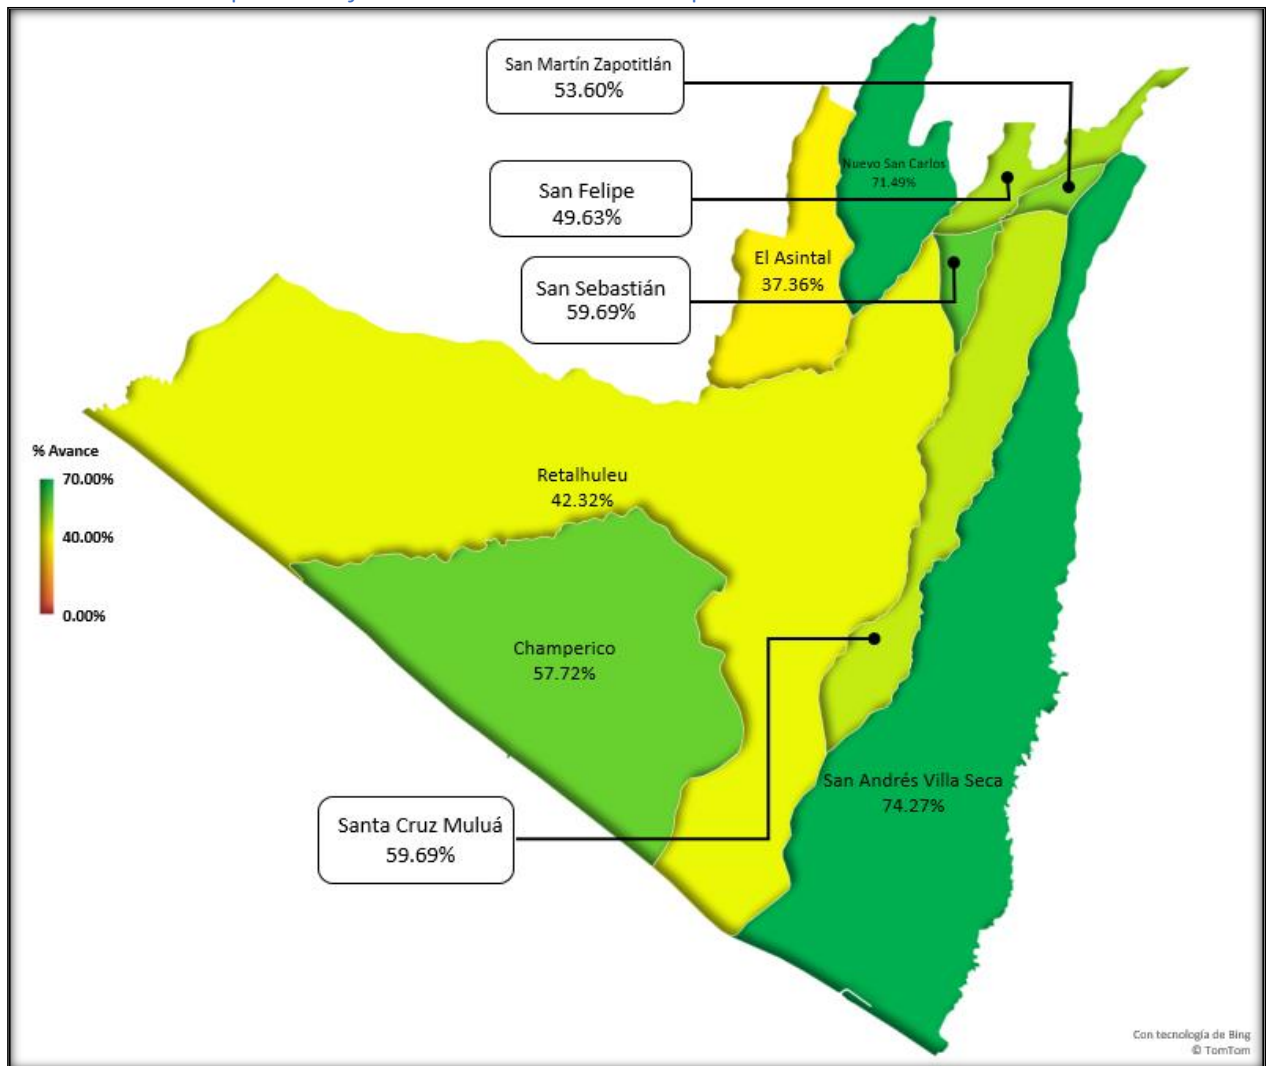 San Martín Zapotitlán
53.60%
Nuevo San Carlos
71.49%
San Felipe
49.63%
El Asintal
37.36%
San Sebastián
59.69%
% Avance
70.00%
40.00%
0.00%
Retalhuleu
42.32%
Champerico
57.72%
San Andrés Villa Seca
74.27%
Santa Cruz Muluá
59.69%
Con tecnología de Bing
© TomTom